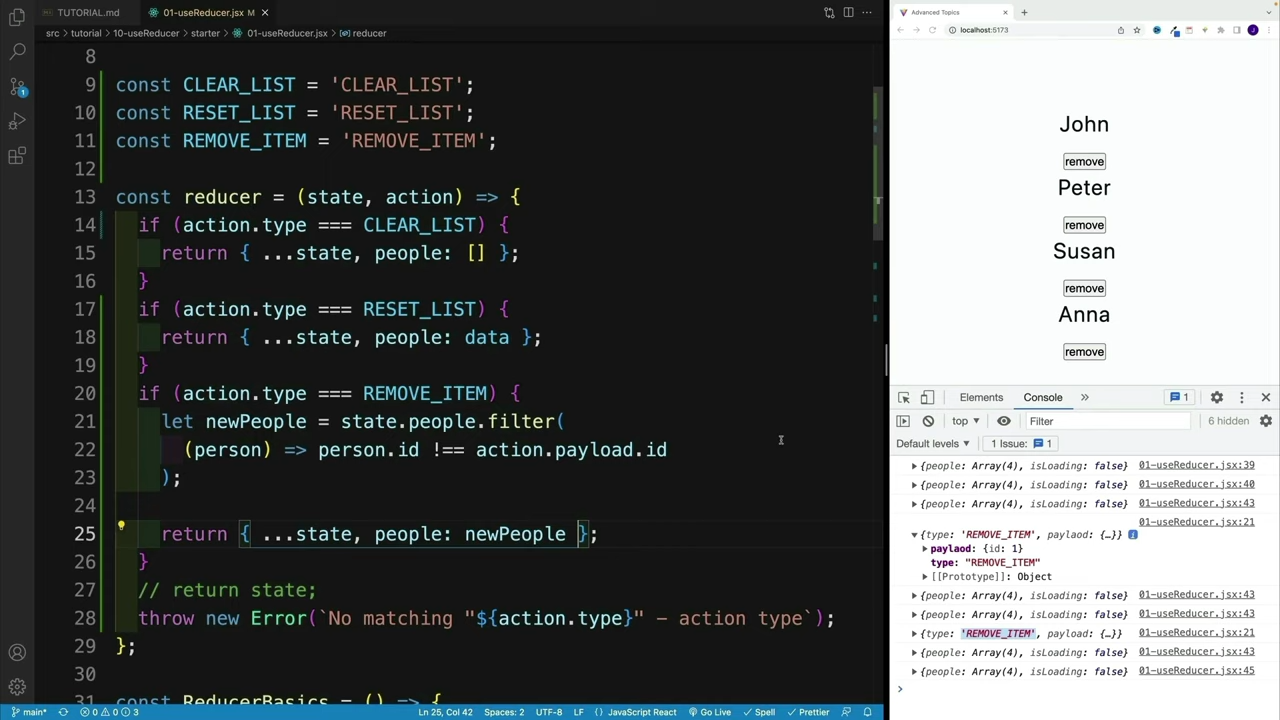 TUTORIAL.md
01-useReducer.jsx M
src > tutorial > 10-useReducer > starter > 01-useReducer.jsx > reducer
8
9 const CLEAR_LIST = 'CLEAR_LIST';
10 const RESET_LIST = 'RESET_LIST';
11 const REMOVE_ITEM = 'REMOVE_ITEM';
12
13 const reducer = (state, action) => {
14 if (action.type === CLEAR_LIST) {
15 return { ...state, people: [] };
16 }
17 if (action.type === RESET_LIST) {
18 return { ...state, people: data };
19 }
20 if (action.type === REMOVE_ITEM) {
21 let newPeople = state.people.filter(
22 (person) => person.id !== action.payload.id
23 );
24
25 return { ...state, people: newPeople };
26 }
27 // return state;
28 throw new Error(`No matching "${action.type}" - action type`);
29 };
30
31 const ReducerBasics = () => {
1
main*
0 0 3
Ln 25, Col 42
Spaces: 2
UTF-8
LF
JavaScript React
Go Live
Spell
Prettier
Advanced Topics
localhost:5173
J
John
remove
Peter
remove
Susan
remove
Anna
remove
Elements
Console
1
top
Filter
6 hidden
Default levels
1 Issue: 1
{people: Array(4), isLoading: false} 01-useReducer.jsx:39
{people: Array(4), isLoading: false} 01-useReducer.jsx:40
{people: Array(4), isLoading: false} 01-useReducer.jsx:43
01-useReducer.jsx:21
{type: 'REMOVE_ITEM', paylaod: {…}} i
paylaod: {id: 1}
type: "REMOVE_ITEM"
[[Prototype]]: Object
{people: Array(4), isLoading: false} 01-useReducer.jsx:43
{people: Array(4), isLoading: false} 01-useReducer.jsx:43
{type: 'REMOVE_ITEM', payload: {…}} 01-useReducer.jsx:21
{people: Array(4), isLoading: false} 01-useReducer.jsx:43
{people: Array(4), isLoading: false} 01-useReducer.jsx:45